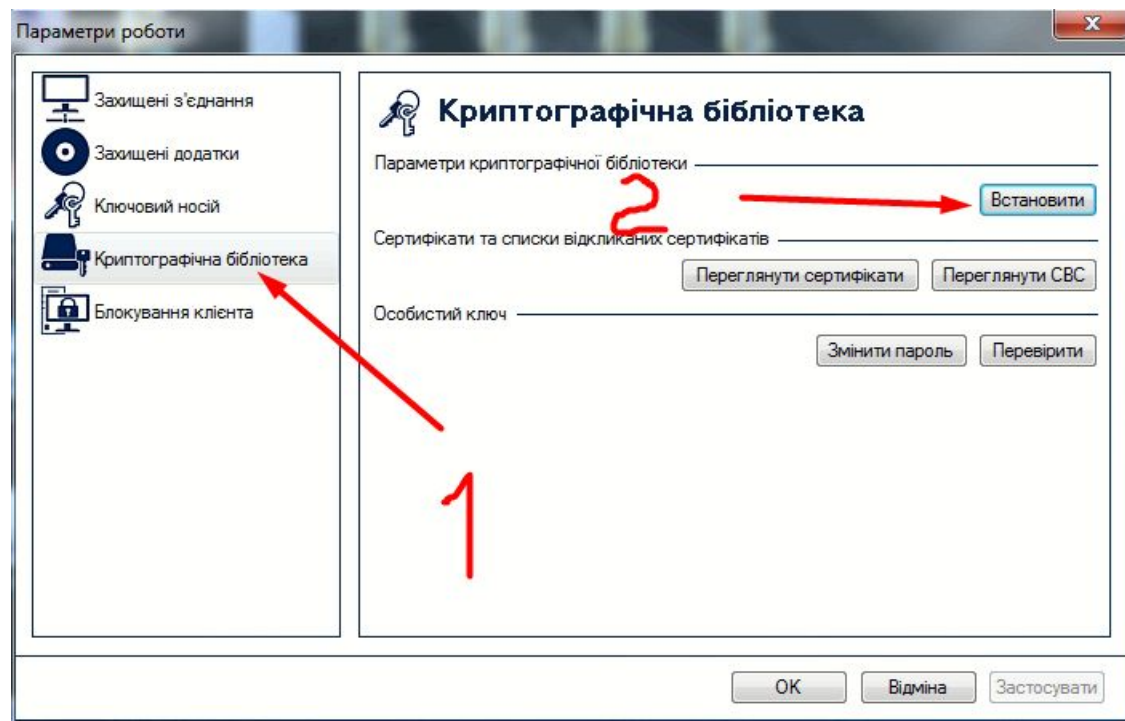 Параметри роботи
Захищені з'єднання
Захищені додатки
Ключовий носій
Криптографічна бібліотека
Блокування клієнта
Криптографічна бібліотека
Параметри криптографічної бібліотеки
2
Встановити
Сертифікати та списки відкликаних сертифікатів
Переглянути сертифікати Переглянути СВС
Особистий ключ
Змінити пароль Перевірити
1
OK Відміна Застосувати